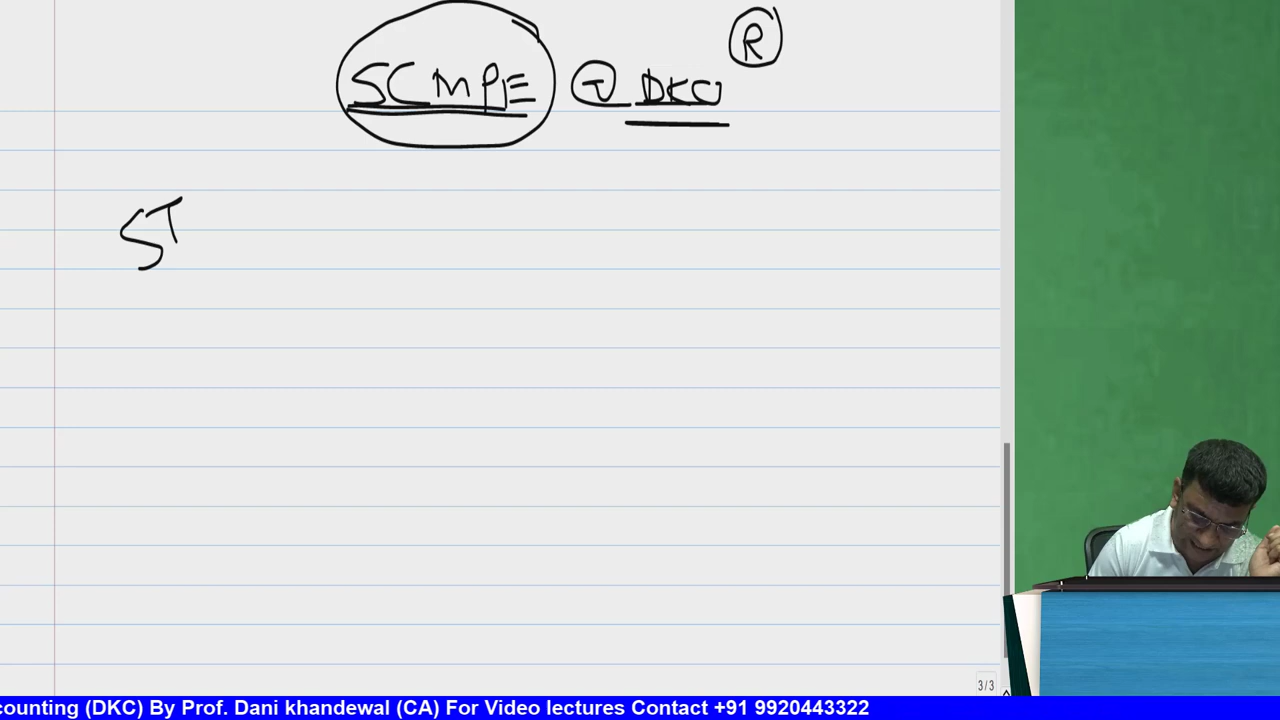 SCMPE @ DKC ®
ST
3/3
counting (DKC) By Prof. Dani khandewal (CA) For Video lectures Contact +91 9920443322